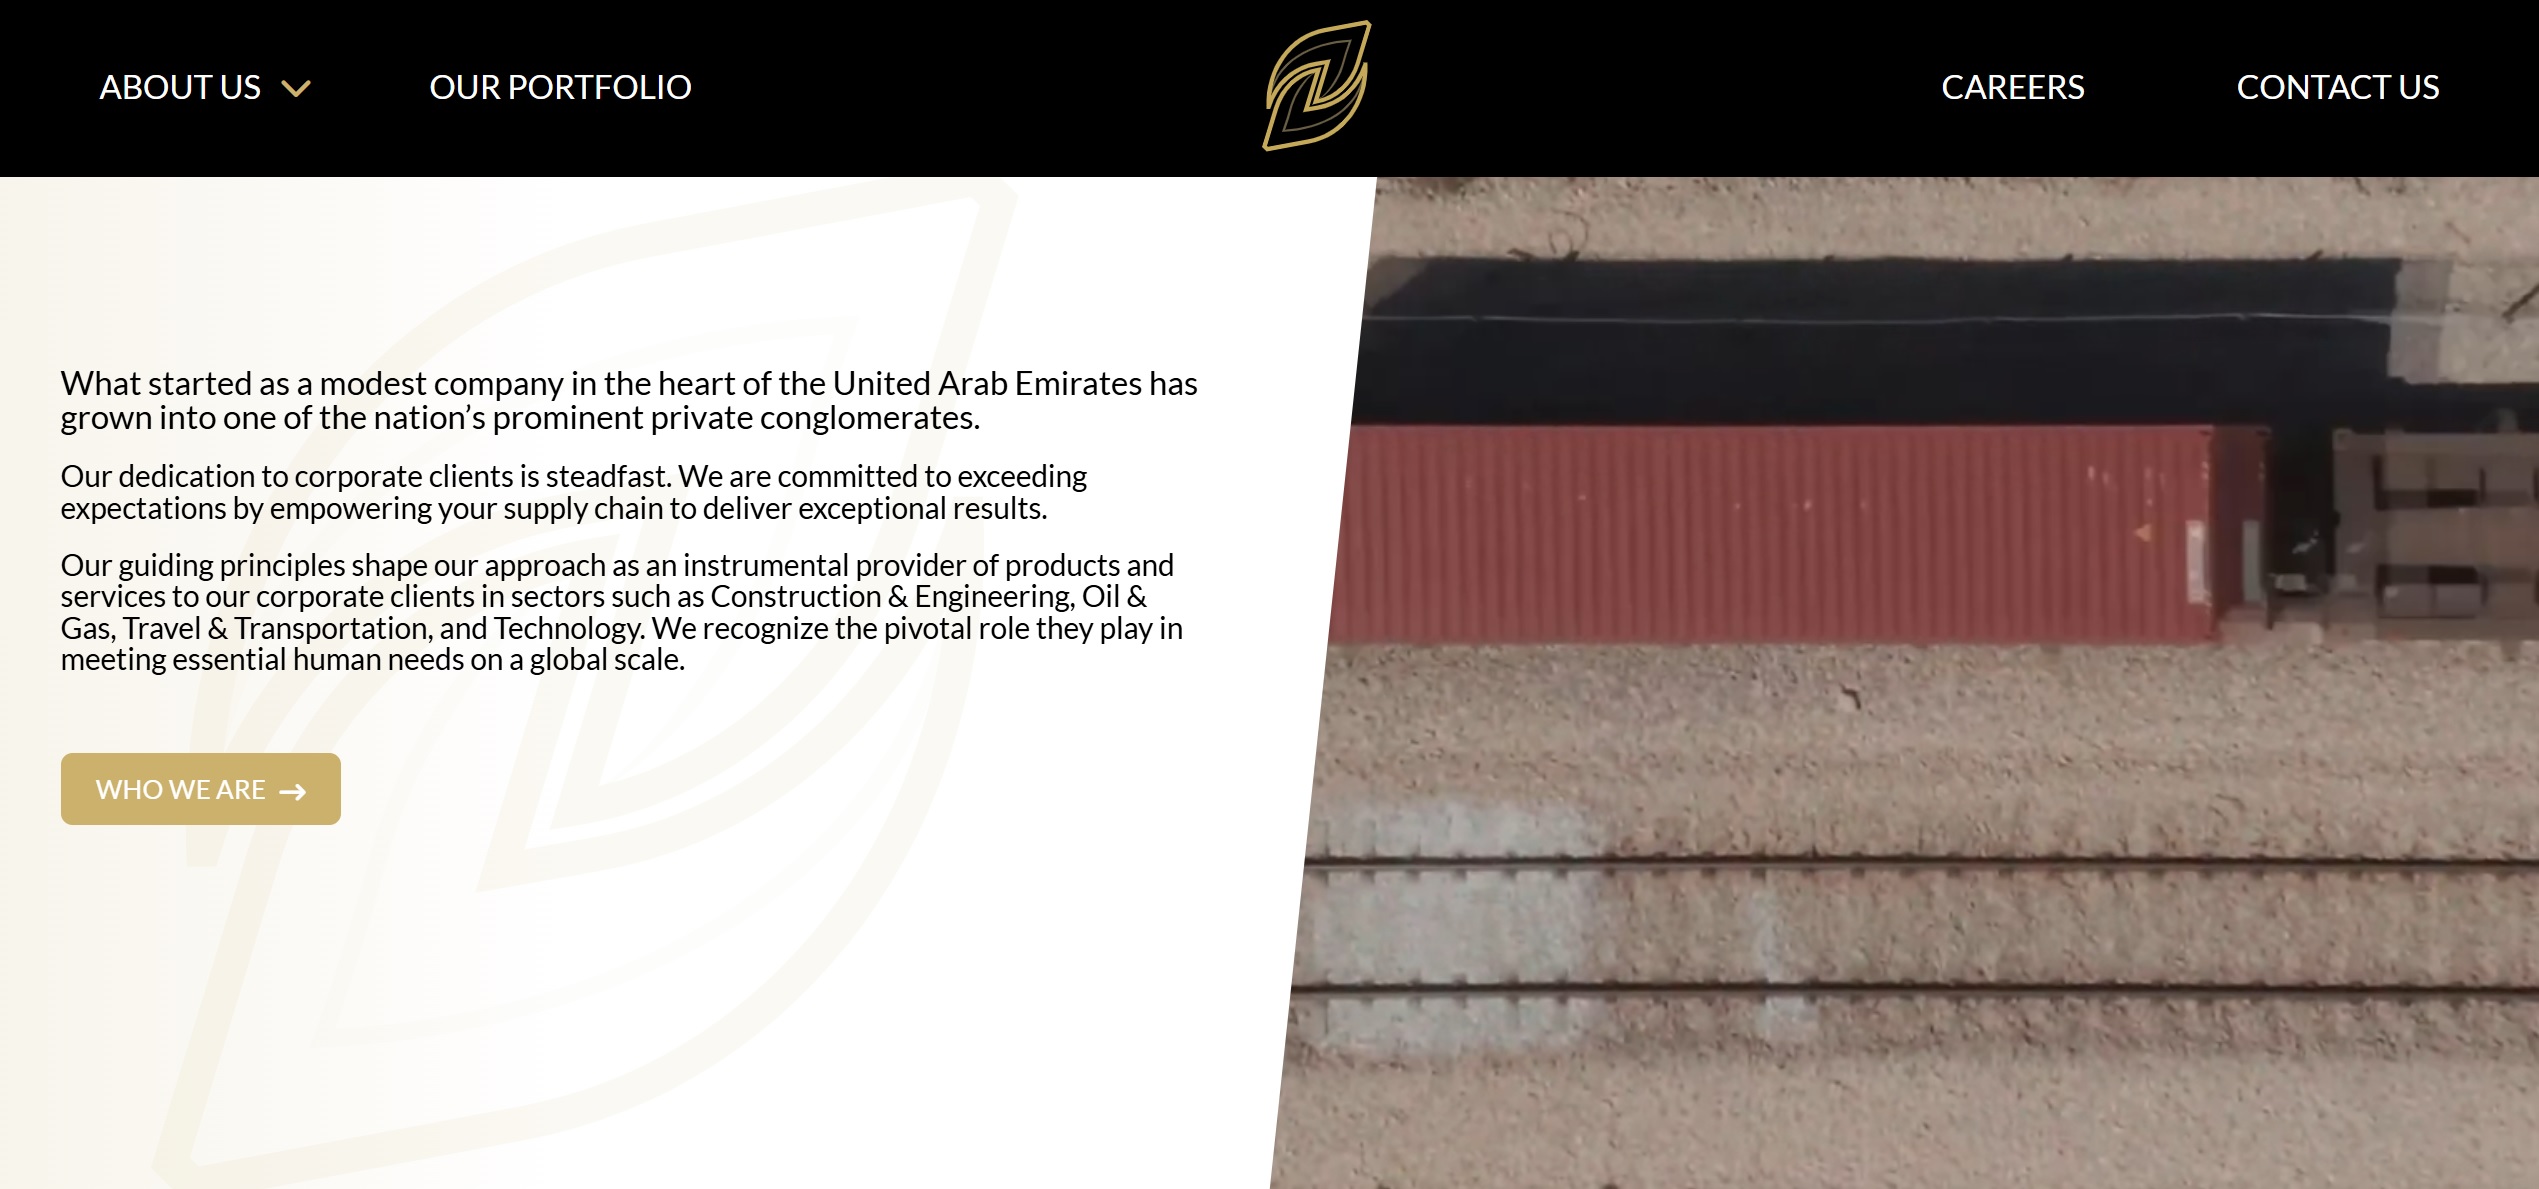 ABOUT US
OUR PORTFOLIO
CAREERS
CONTACT US
What started as a modest company in the heart of the United Arab Emirates has
grown into one of the nation’s prominent private conglomerates.
Our dedication to corporate clients is steadfast. We are committed to exceeding
expectations by empowering your supply chain to deliver exceptional results.
Our guiding principles shape our approach as an instrumental provider of products and
services to our corporate clients in sectors such as Construction & Engineering, Oil &
Gas, Travel & Transportation, and Technology. We recognize the pivotal role they play in
meeting essential human needs on a global scale.
WHO WE ARE